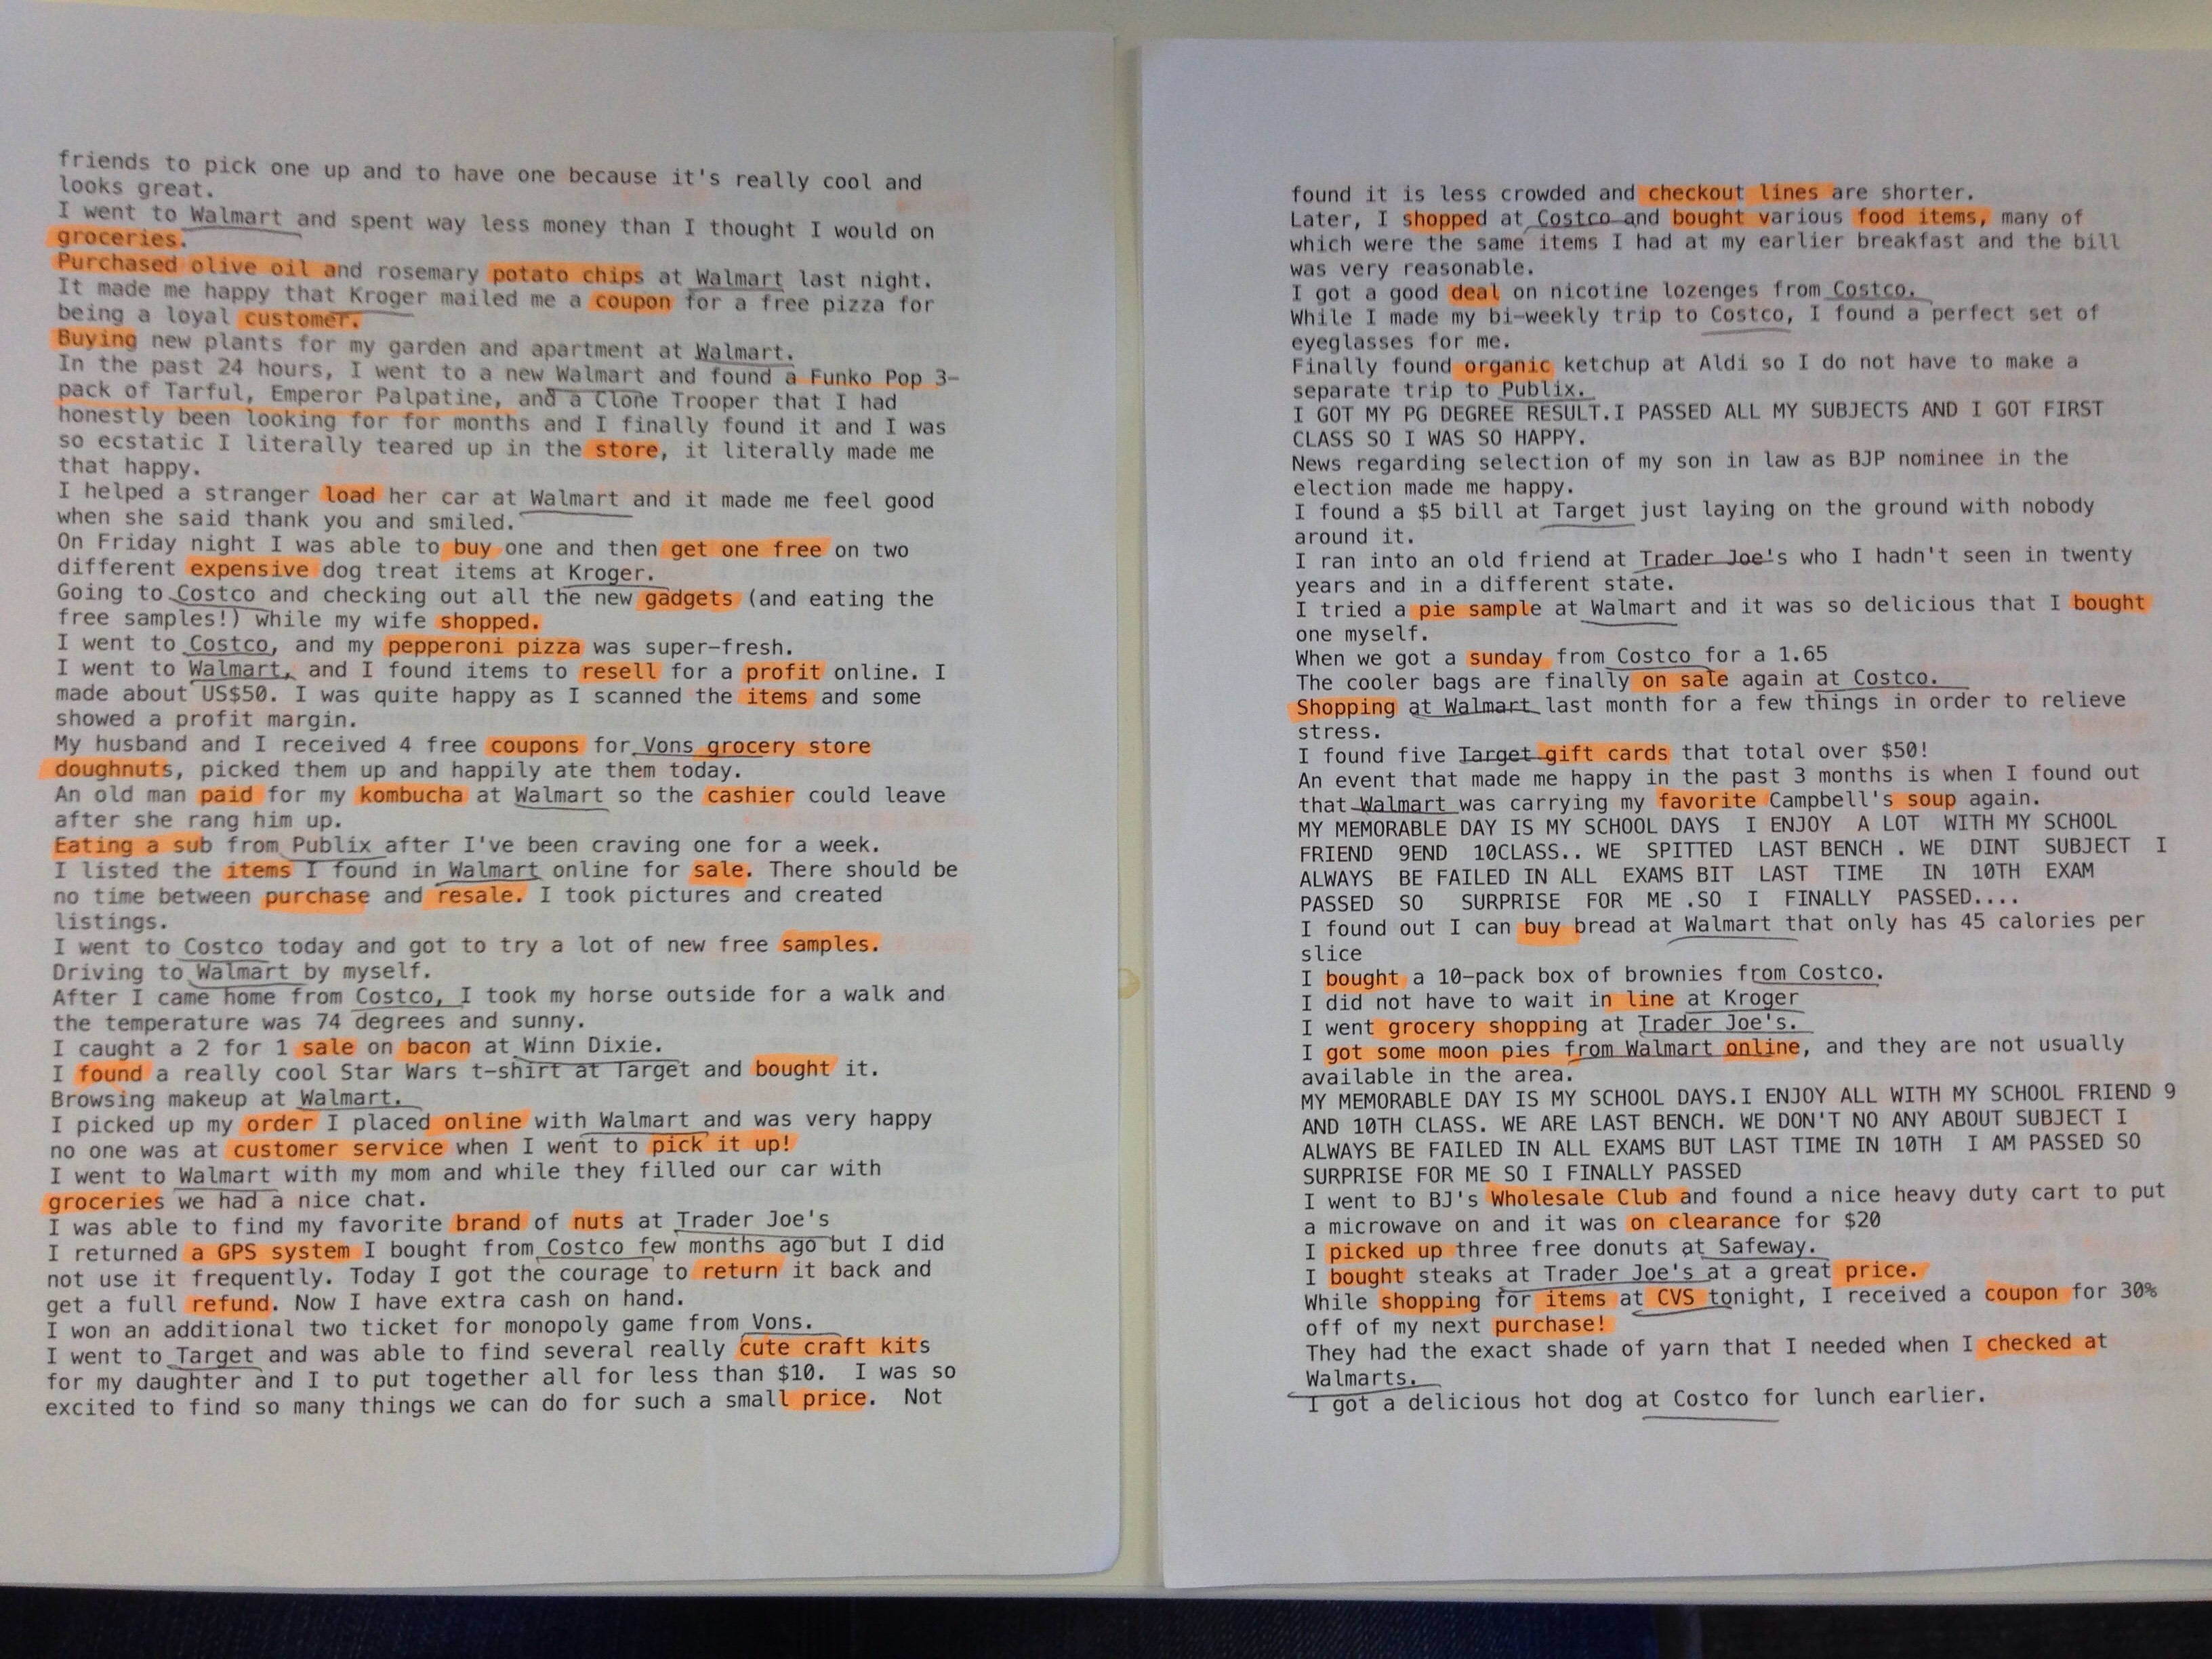 friends to pick one up and to have one because it's really cool and
looks great.
I went to Walmart and spent way less money than I thought I would on
groceries.
Purchased olive oil and rosemary potato chips at Walmart last night.
It made me happy that Kroger mailed me a coupon for a free pizza for
being a loyal customer.
Buying new plants for my garden and apartment at Walmart.
In the past 24 hours, I went to a new Walmart and found a Funko Pop 3-
pack of Tarful, Emperor Palpatine, and a Clone Trooper that I had
honestly been looking for for months and I finally found it and I was
so ecstatic I literally teared up in the store, it literally made me
that happy.
I helped a stranger load her car at Walmart and it made me feel good
when she said thank you and smiled.
On Friday night I was able to buy one and then get one free on two
different expensive dog treat items at Kroger.
Going to Costco and checking out all the new gadgets (and eating the
free samples!) while my wife shopped.
I went to Costco, and my pepperoni pizza was super-fresh.
I went to Walmart, and I found items to resell for a profit online. I
made about US$50. I was quite happy as I scanned the items and some
showed a profit margin.
My husband and I received 4 free coupons for Vons grocery store
doughnuts, picked them up and happily ate them today.
An old man paid for my kombucha at Walmart so the cashier could leave
after she rang him up.
Eating a sub from Publix after I've been craving one for a week.
I listed the items I found in Walmart online for sale. There should be
no time between purchase and resale. I took pictures and created
listings.
I went to Costco today and got to try a lot of new free samples.
Driving to Walmart by myself.
After I came home from Costco, I took my horse outside for a walk and
the temperature was 74 degrees and sunny.
I caught a 2 for 1 sale on bacon at Winn Dixie.
I found a really cool Star Wars t-shirt at Target and bought it.
Browsing makeup at Walmart.
I picked up my order I placed online with Walmart and was very happy
no one was at customer service when I went to pick it up!
I went to Walmart with my mom and while they filled our car with
groceries we had a nice chat.
I was able to find my favorite brand of nuts at Trader Joe's
I returned a GPS system I bought from Costco few months ago but I did
not use it frequently. Today I got the courage to return it back and
get a full refund. Now I have extra cash on hand.
I won an additional two ticket for monopoly game from Vons.
I went to Target and was able to find several really cute craft kits
for my daughter and I to put together all for less than $10.  I was so
excited to find so many things we can do for such a small price.  Not
found it is less crowded and checkout lines are shorter.
Later, I shopped at Costco and bought various food items, many of
which were the same items I had at my earlier breakfast and the bill
was very reasonable.
I got a good deal on nicotine lozenges from Costco.
While I made my bi-weekly trip to Costco, I found a perfect set of
eyeglasses for me.
Finally found organic ketchup at Aldi so I do not have to make a
separate trip to Publix.
I GOT MY PG DEGREE RESULT.I PASSED ALL MY SUBJECTS AND I GOT FIRST
CLASS SO I WAS SO HAPPY.
News regarding selection of my son in law as BJP nominee in the
election made me happy.
I found a $5 bill at Target just laying on the ground with nobody
around it.
I ran into an old friend at Trader Joe's who I hadn't seen in twenty
years and in a different state.
I tried a pie sample at Walmart and it was so delicious that I bought
one myself.
When we got a sunday from Costco for a 1.65
The cooler bags are finally on sale again at Costco.
Shopping at Walmart last month for a few things in order to relieve
stress.
I found five Target gift cards that total over $50!
An event that made me happy in the past 3 months is when I found out
that Walmart was carrying my favorite Campbell's soup again.
MY MEMORABLE DAY IS MY SCHOOL DAYS I ENJOY A LOT WITH MY SCHOOL
FRIEND 9END 10CLASS.. WE SPITTED LAST BENCH . WE DINT SUBJECT I
ALWAYS BE FAILED IN ALL EXAMS BIT LAST TIME IN 10TH EXAM
PASSED SO SURPRISE FOR ME .SO I FINALLY PASSED....
I found out I can buy bread at Walmart that only has 45 calories per
slice
I bought a 10-pack box of brownies from Costco.
I did not have to wait in line at Kroger
I went grocery shopping at Trader Joe's.
I got some moon pies from Walmart online, and they are not usually
available in the area.
MY MEMORABLE DAY IS MY SCHOOL DAYS.I ENJOY ALL WITH MY SCHOOL FRIEND 9
AND 10TH CLASS. WE ARE LAST BENCH. WE DON'T NO ANY ABOUT SUBJECT I
ALWAYS BE FAILED IN ALL EXAMS BUT LAST TIME IN 10TH I AM PASSED SO
SURPRISE FOR ME SO I FINALLY PASSED
I went to BJ's Wholesale Club and found a nice heavy duty cart to put
a microwave on and it was on clearance for $20
I picked up three free donuts at Safeway.
I bought steaks at Trader Joe's at a great price.
While shopping for items at CVS tonight, I received a coupon for 30%
off of my next purchase!
They had the exact shade of yarn that I needed when I checked at
Walmarts.
I got a delicious hot dog at Costco for lunch earlier.